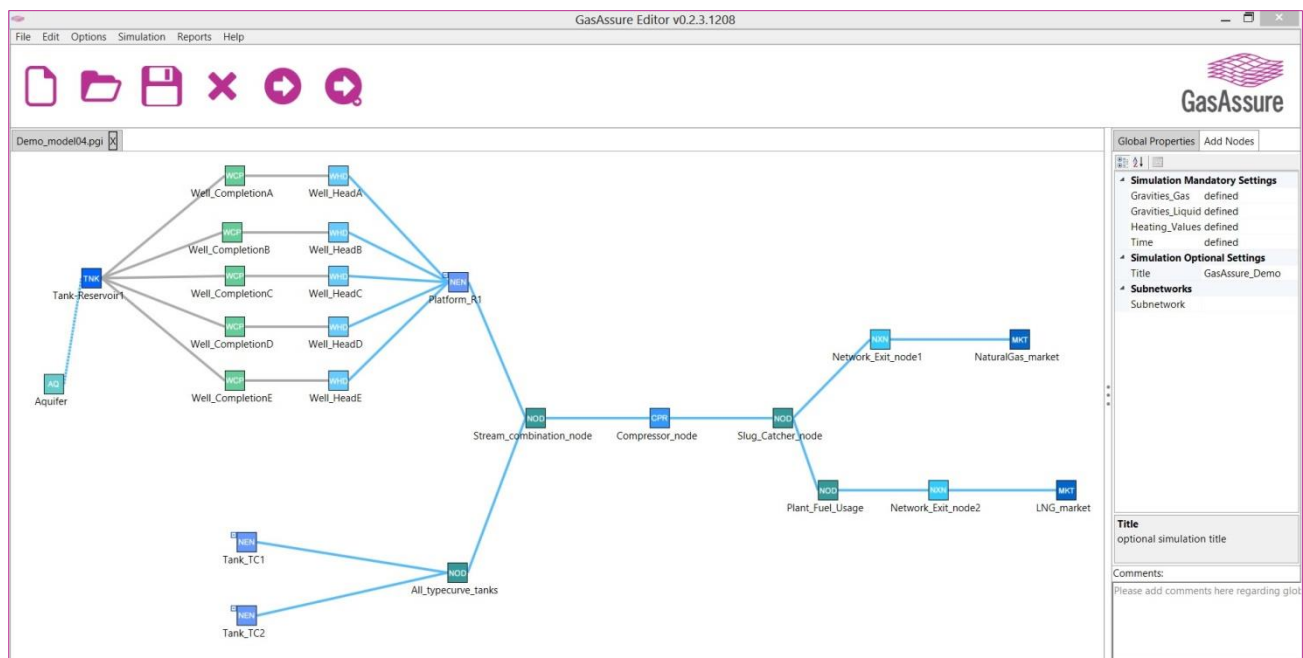 GasAssure Editor v0.2.3.1208
File Edit Options Simulation Reports Help
GasAssure
Demo_model04.pgi X
Global Properties Add Nodes
Simulation Mandatory Settings
Gravities_Gas defined
Gravities_Liquid defined
Heating_Values defined
Time defined
Simulation Optional Settings
Title GasAssure_Demo
Subnetworks
Subnetwork
WCP WHD
Well_CompletionA Well_HeadA
WCP WHD
Well_CompletionB Well_HeadB
TNK WCP WHD NEN
Tank-Reservoir1 Well_CompletionC Well_HeadC Platform_R1
WCP WHD
Well_CompletionD Well_HeadD
NXN MKT
Network_Exit_node1 NaturalGas_market
AQ WCP WHD
Aquifer Well_CompletionE Well_HeadE
NOD CPR NOD
Stream_combination_node Compressor_node Slug_Catcher_node
NOD NXN MKT
Plant_Fuel_Usage Network_Exit_node2 LNG_market
NEN
Tank_TC1
NOD
All_typecurve_tanks
NEN
Tank_TC2
Title
optional simulation title
Comments:
Please add comments here regarding glob